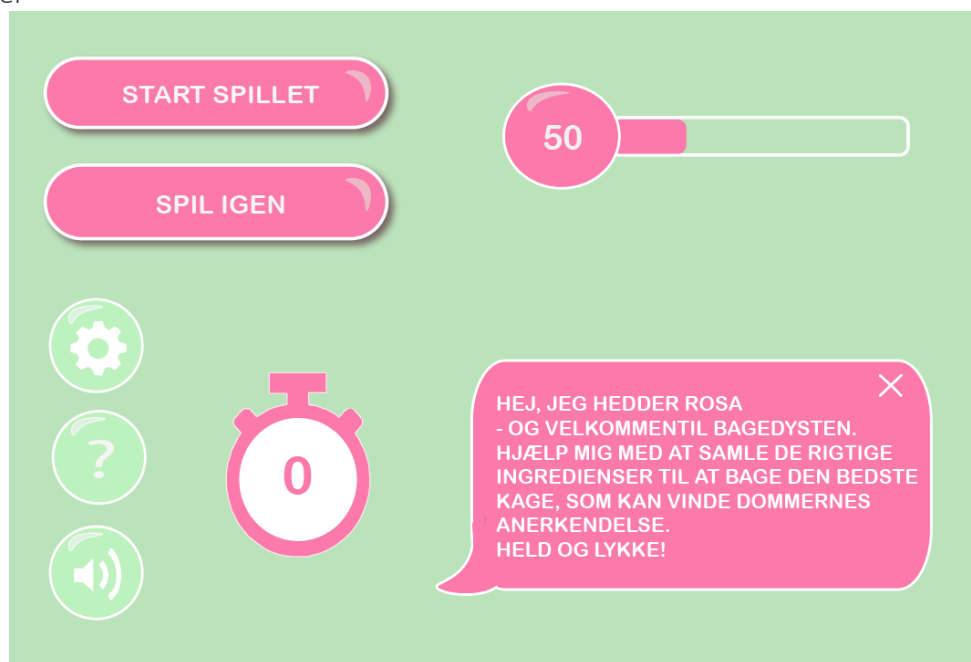 START SPILLET
50
SPIL IGEN
?
0
HEJ, JEG HEDDER ROSA
- OG VELKOMMENTIL BAGEDYSTEN.
HJÆLP MIG MED AT SAMLE DE RIGTIGE
INGREDIENSER TIL AT BAGE DEN BEDSTE
KAGE, SOM KAN VINDE DOMMERNES
ANERKENDELSE.
HELD OG LYKKE!